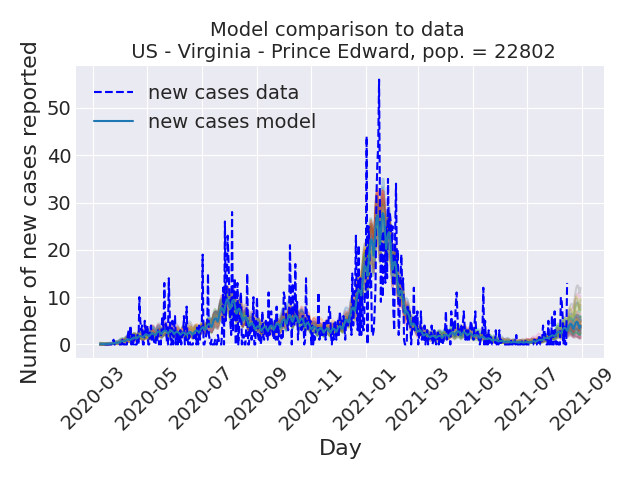 Model comparison to data
US - Virginia - Prince Edward, pop. = 22802
Number of new cases reported
new cases data
new cases model
50
40
30
20
10
0
2020-03
2020-05
2020-07
2020-09
2020-11
2021-01
2021-03
2021-05
2021-07
2021-09
Day